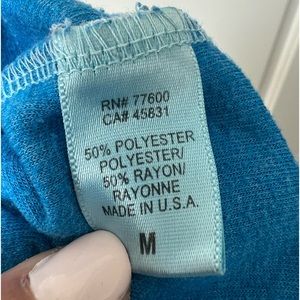 RN# 77600
CA# 45831
50% POLYESTER
POLYESTER/
50% RAYON/
RAYONNE
MADE IN U.S.A.
M